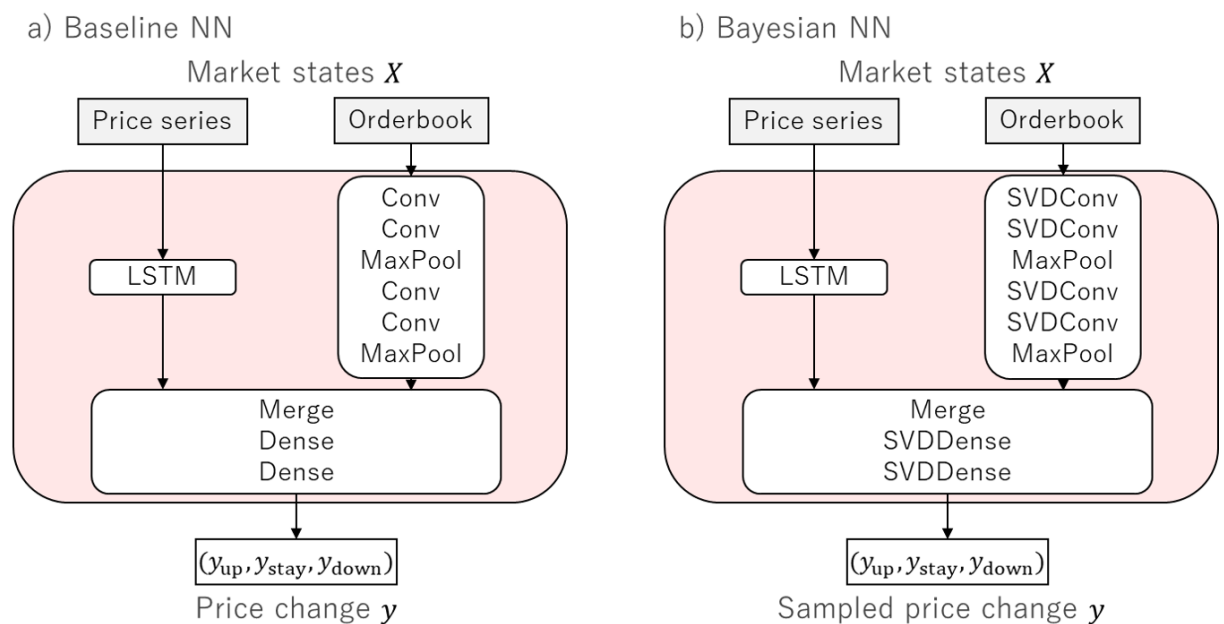 a) Baseline NN
Market states X
Price series
Orderbook
Conv
Conv
MaxPool
Conv
Conv
MaxPool
LSTM
Merge
Dense
Dense
(y_up, y_stay, y_down)
Price change y
b) Bayesian NN
Market states X
Price series
Orderbook
SVDConv
SVDConv
MaxPool
SVDConv
SVDConv
MaxPool
LSTM
Merge
SVDDense
SVDDense
(y_up, y_stay, y_down)
Sampled price change y